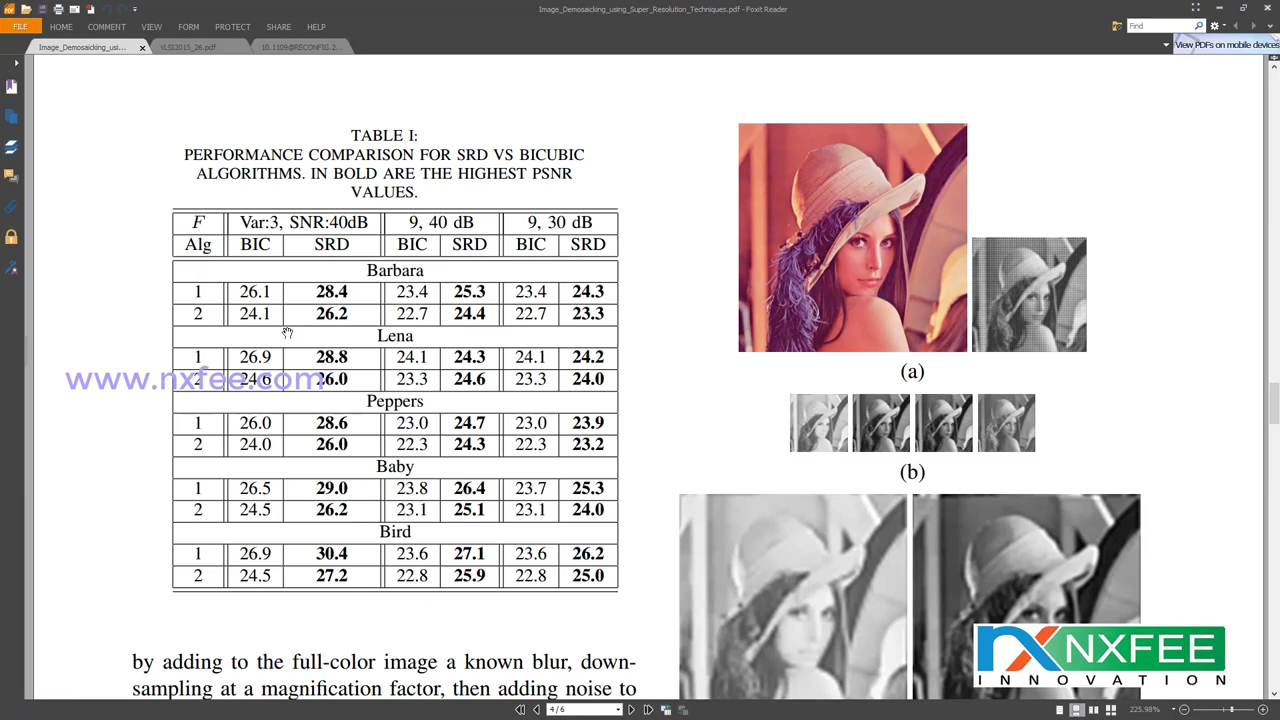 Image_Demosaicking_using_Super_Resolution_Techniques.pdf - Foxit Reader
FILE HOME COMMENT VIEW FORM PROTECT SHARE HELP
Find
Image_Demosaicking_usi... VLSI2015_26.pdf 10.1109@RECONFIG.2...
View PDFs on mobile devices
TABLE I:
PERFORMANCE COMPARISON FOR SRD VS BICUBIC
ALGORITHMS. IN BOLD ARE THE HIGHEST PSNR
VALUES.
F Var:3, SNR:40dB 9, 40 dB 9, 30 dB
Alg BIC SRD BIC SRD BIC SRD
Barbara
1 26.1 28.4 23.4 25.3 23.4 24.3
2 24.1 26.2 22.7 24.4 22.7 23.3
Lena
1 26.9 28.8 24.1 24.3 24.1 24.2
2 24.6 26.0 23.3 24.6 23.3 24.0
www.nxfee.com
Peppers
1 26.0 28.6 23.0 24.7 23.0 23.9
2 24.0 26.0 22.3 24.3 22.3 23.2
Baby
1 26.5 29.0 23.8 26.4 23.7 25.3
2 24.5 26.2 23.1 25.1 23.1 24.0
Bird
1 26.9 30.4 23.6 27.1 23.6 26.2
2 24.5 27.2 22.8 25.9 22.8 25.0
by adding to the full-color image a known blur, down-
sampling at a magnification factor, then adding noise to
(a)
(b)
NXFEE
INNOVATION
4 / 6
225.98%